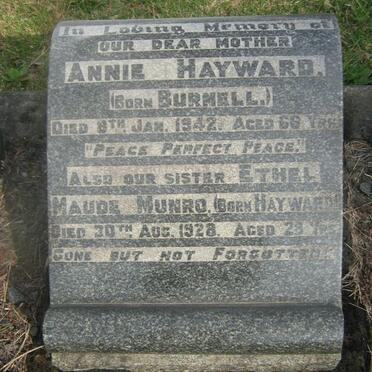 In Loving Memory of
OUR DEAR MOTHER
ANNIE HAYWARD.
(BORN BURNELL.)
DIED 8TH JAN. 1942. AGED 66 YRS
"PEACE PERFECT PEACE."
ALSO OUR SISTER ETHEL
MAUDE MUNRO, (BORN HAYWARD)
DIED 30TH AUG. 1928. AGED 29 YRS
GONE BUT NOT FORGOTTEN.